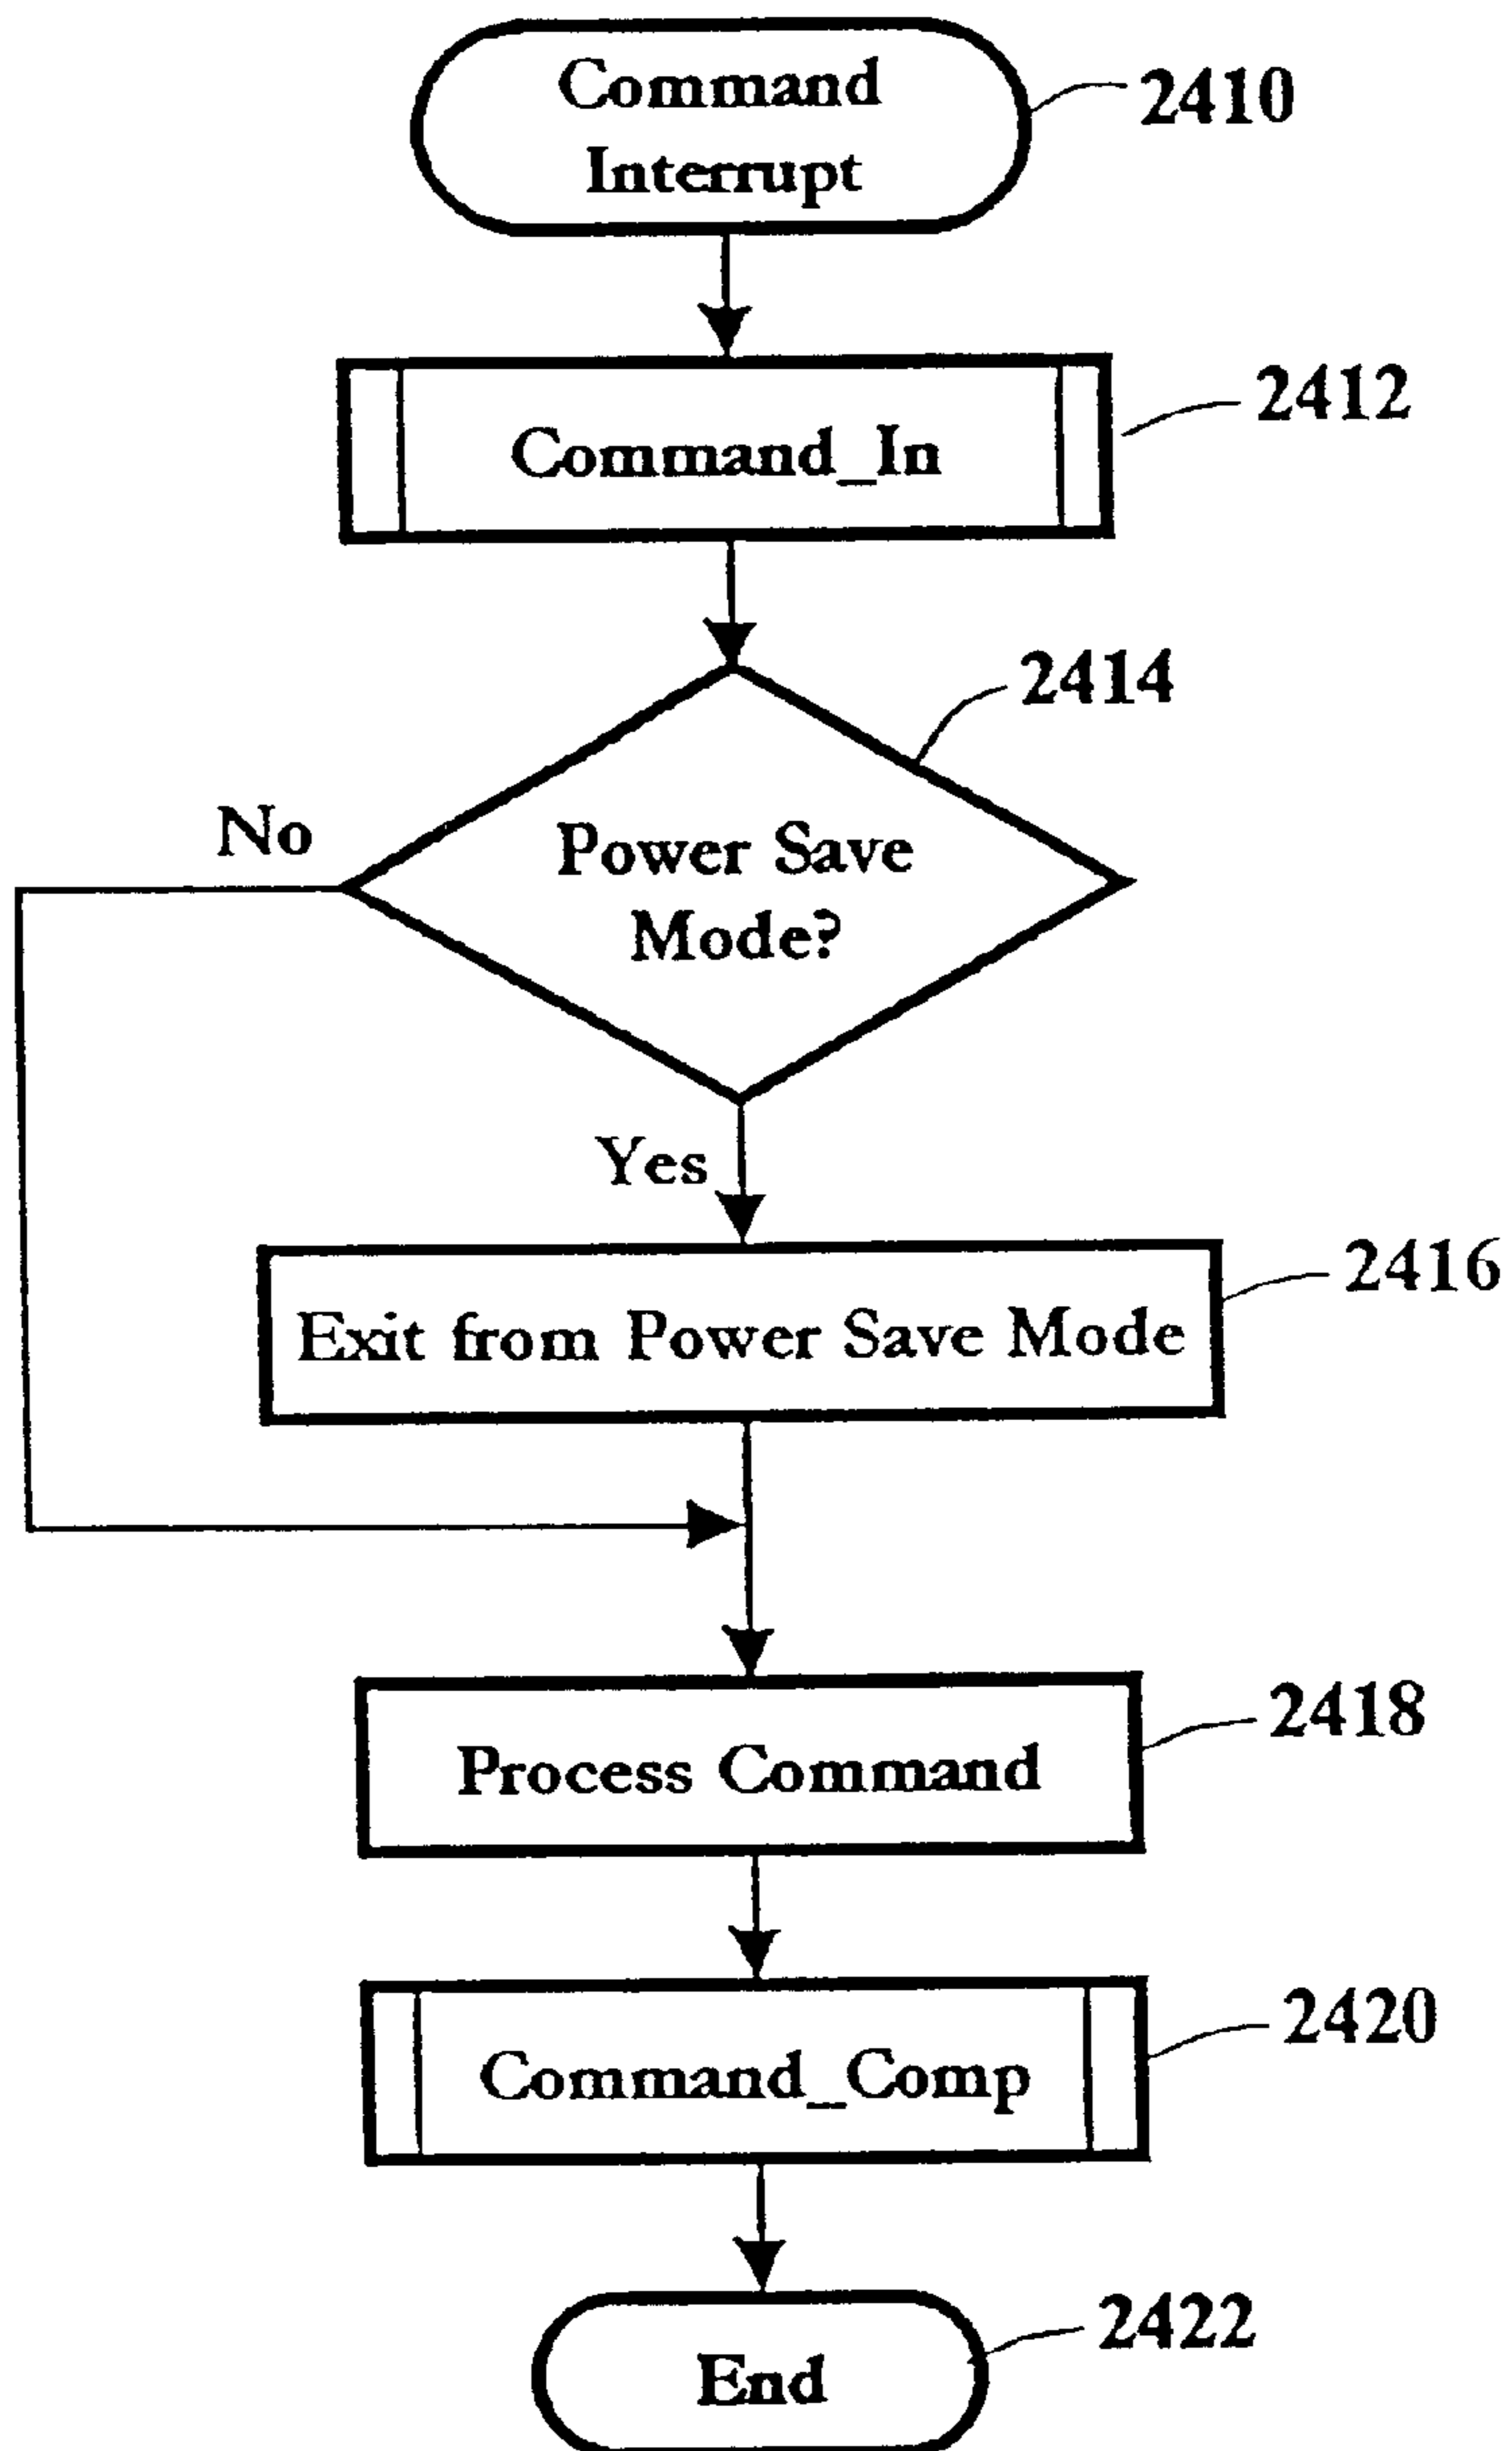 Command
Interrupt
2410
Command_In
2412
2414
No
Power Save
Mode?
Yes
2416
Exit from Power Save Mode
2418
Process Command
2420
Command_Comp
2422
End